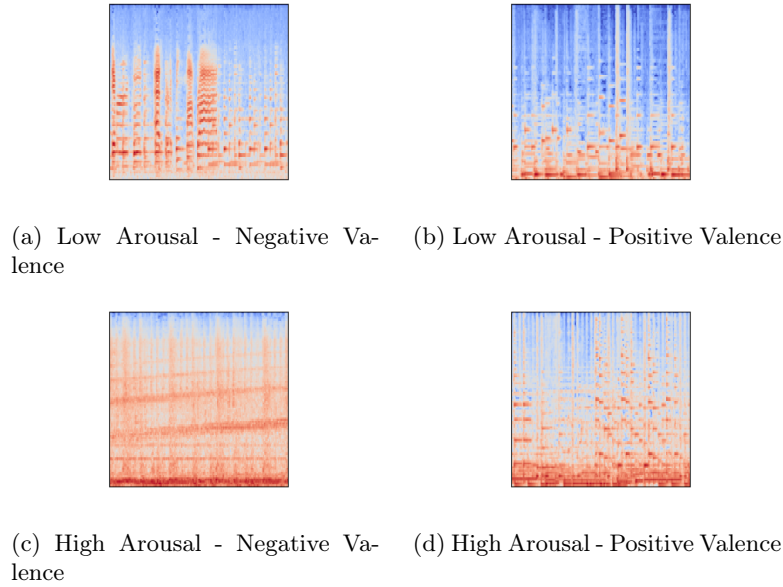 (a) Low Arousal - Negative Va-
lence
(b) Low Arousal - Positive Valence
(c) High Arousal - Negative Va-
lence
(d) High Arousal - Positive Valence